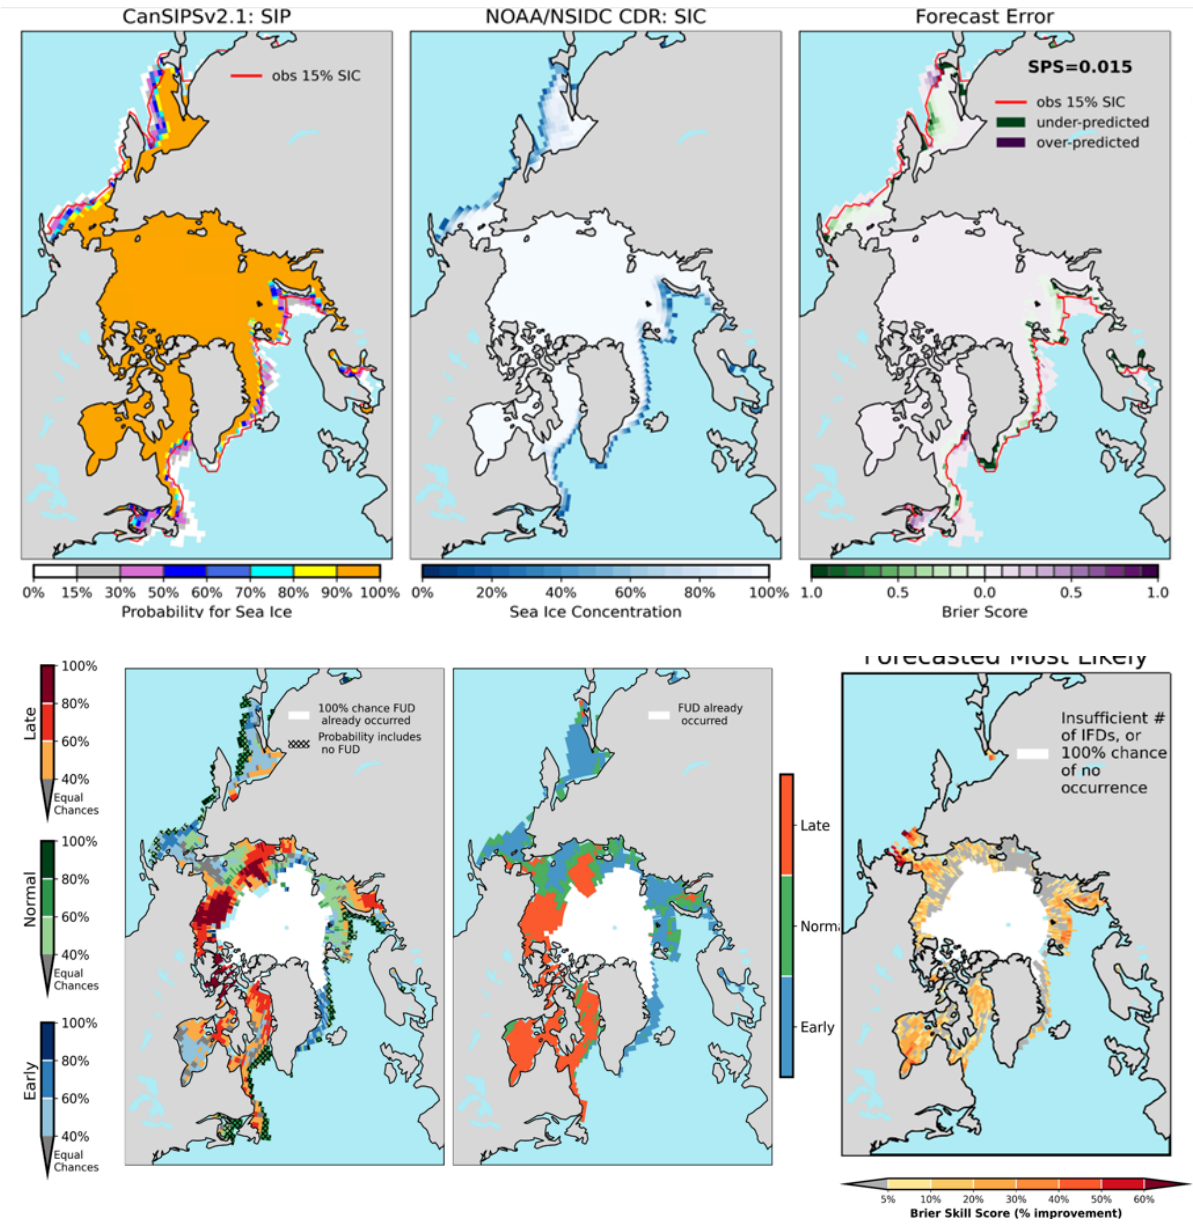 CanSIPSv2.1: SIP
NOAA/NSIDC CDR: SIC
Forecast Error
obs 15% SIC
SPS=0.015
obs 15% SIC
under-predicted
over-predicted
0% 15% 30% 40% 50% 60% 70% 80% 90% 100%
Probability for Sea Ice
0% 20% 40% 60% 80% 100%
Sea Ice Concentration
1.0 0.5 0.0 0.5 1.0
Brier Score
Forecasted Most Likely
Late
100%
80%
60%
40%
Equal
Chances
Normal
100%
80%
60%
40%
Equal
Chances
Early
100%
80%
60%
40%
Equal
Chances
100% chance FUD
already occurred
Probability includes
no FUD
FUD already
occurred
Late
Norma
Early
Insufficient #
of IFDs, or
100% chance
of no
occurrence
5% 10% 20% 30% 40% 50% 60%
Brier Skill Score (% improvement)